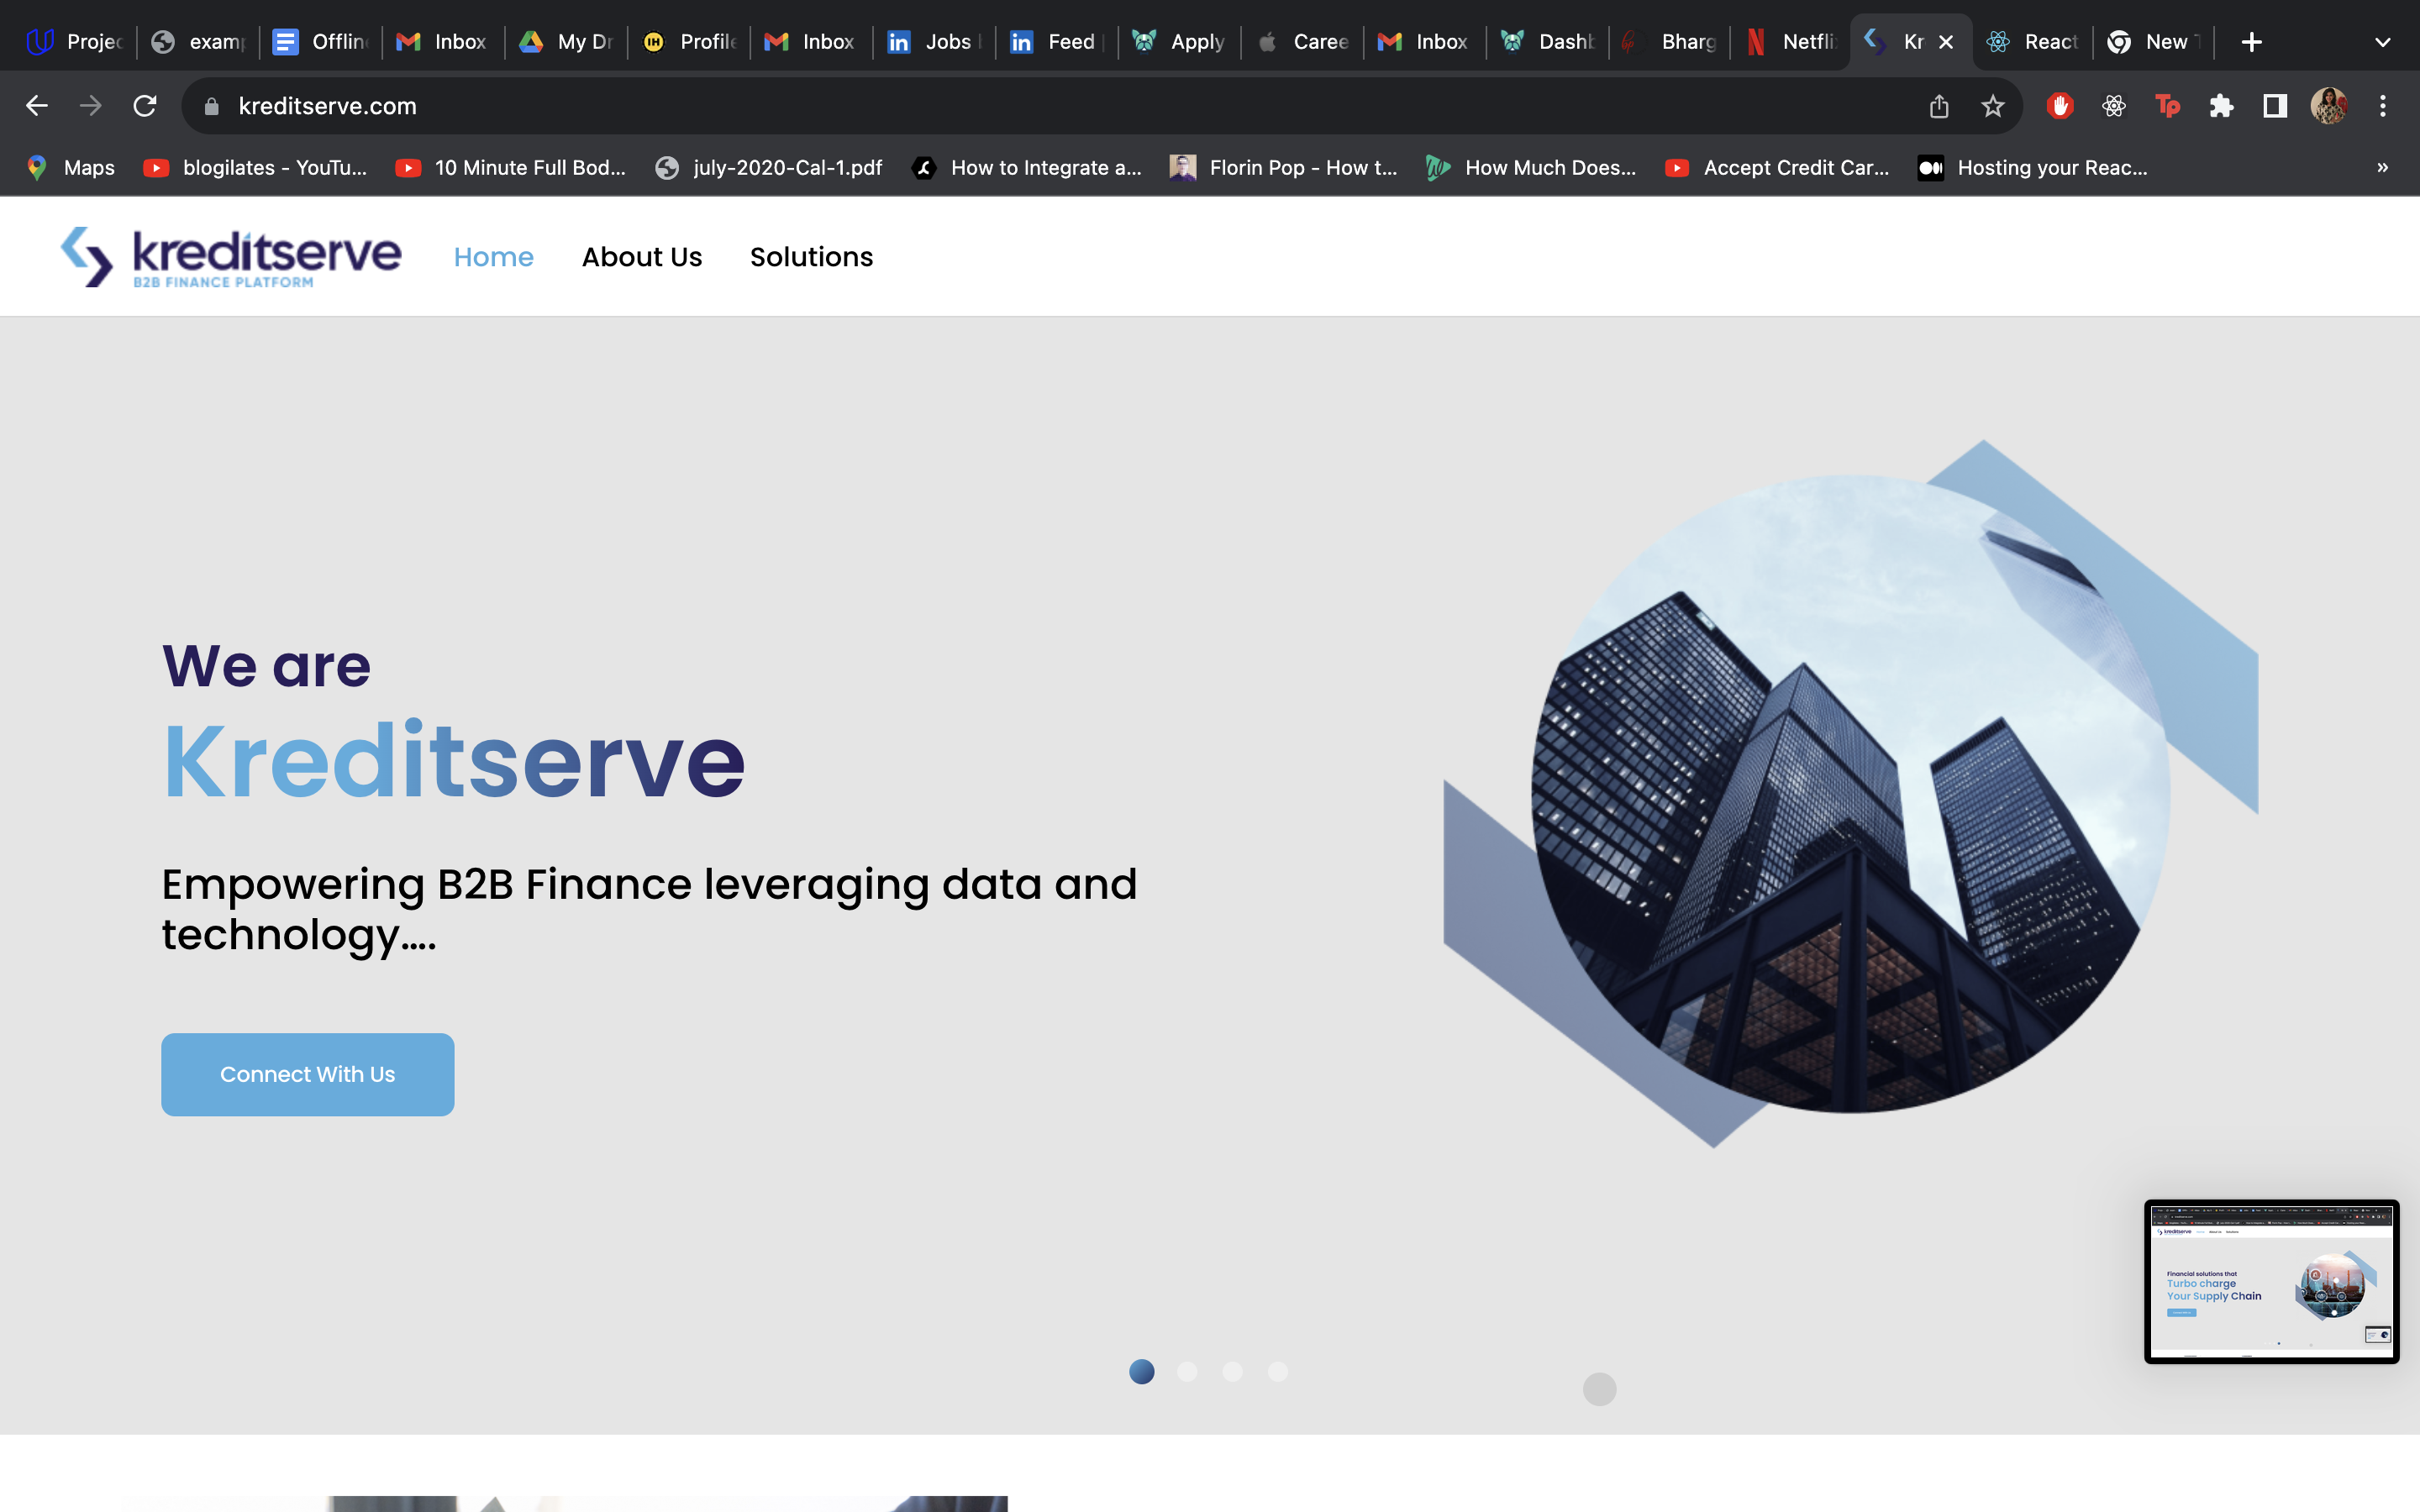 Projec
exam
Offline
Inbox
My Dr
IH
Profile
Inbox
Jobs
Feed
Apply
Caree
Inbox
Dashb
Bharg
Netfli
Kr
React
New T
kreditserve.com
Tp
Maps
blogilates - YouTu...
10 Minute Full Bod...
july-2020-Cal-1.pdf
How to Integrate a...
Florin Pop - How t...
How Much Does...
Accept Credit Car...
Hosting your Reac...
»
kreditserve
B2B FINANCE PLATFORM
Home
About Us
Solutions
We are
Kreditserve
Empowering B2B Finance leveraging data and
technology....
Connect With Us
kreditserve
Financial solutions that
Turbo charge
Your Supply Chain